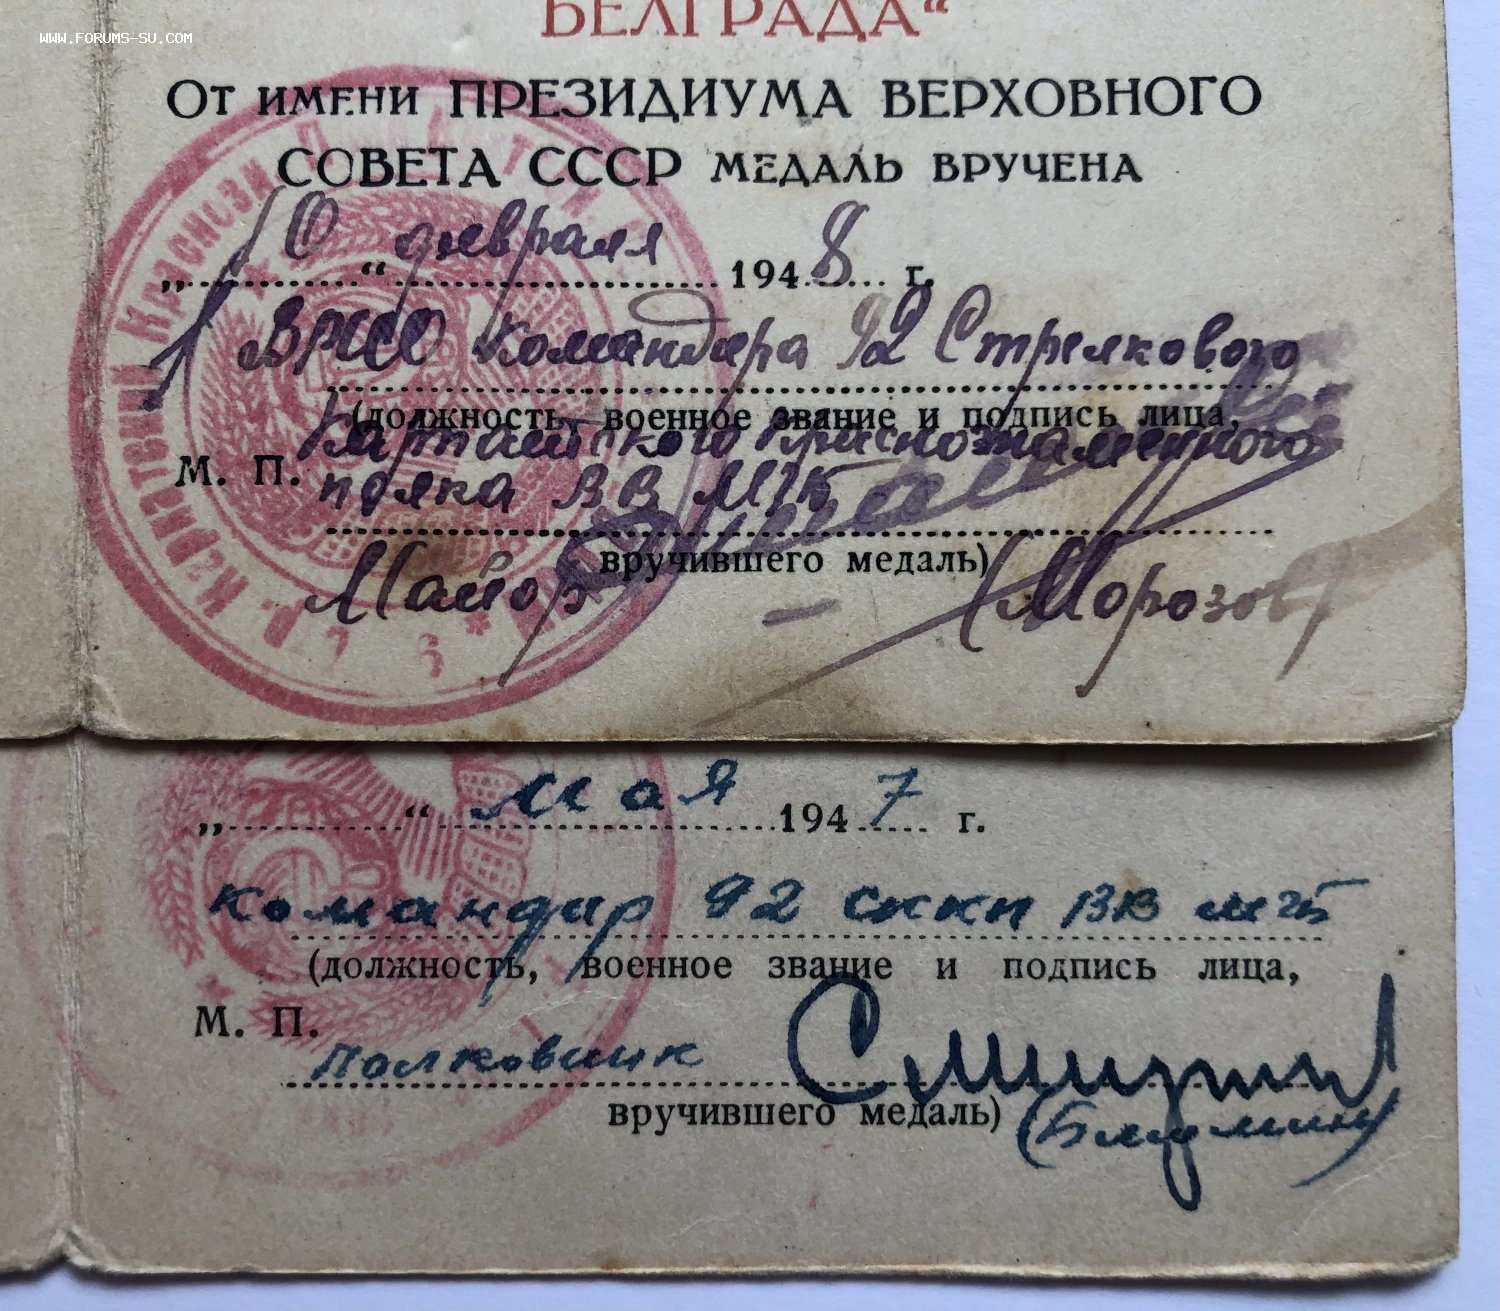 WWW.FORUMS-SU.COM
БЕЛГРАДА“
От имени ПРЕЗИДИУМА ВЕРХОВНОГО
СОВЕТА СССР МЕДАЛЬ ВРУЧЕНА
„10“ февраля 1948 г.
ВРИО Командира 92 Стрелкового
(должность, военное звание и подпись лица,
Краснознаменного
М. П.
полка ВВ МГБ
вручившего медаль)
Майор (Морозов)
„ “ мая 1947 г.
Командир 92 сккп ВВ МГБ
(должность, военное звание и подпись лица,
М. П.
Полковник
вручившего медаль)